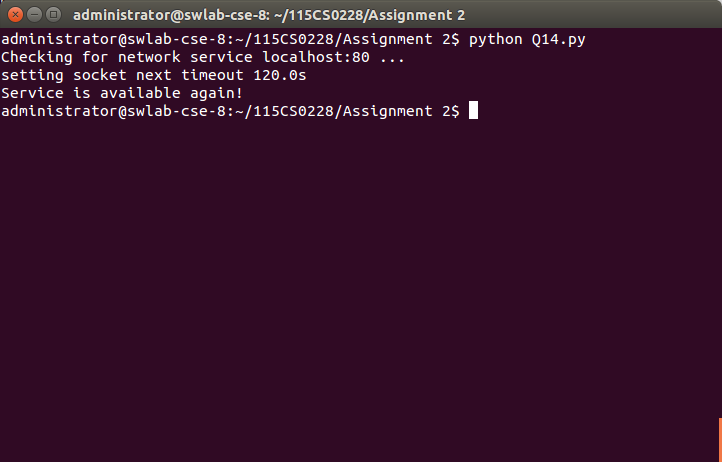 administrator@swlab-cse-8: ~/115CS0228/Assignment 2
administrator@swlab-cse-8:~/115CS0228/Assignment 2$ python Q14.py
Checking for network service localhost:80 ...
setting socket next timeout 120.0s
Service is available again!
administrator@swlab-cse-8:~/115CS0228/Assignment 2$